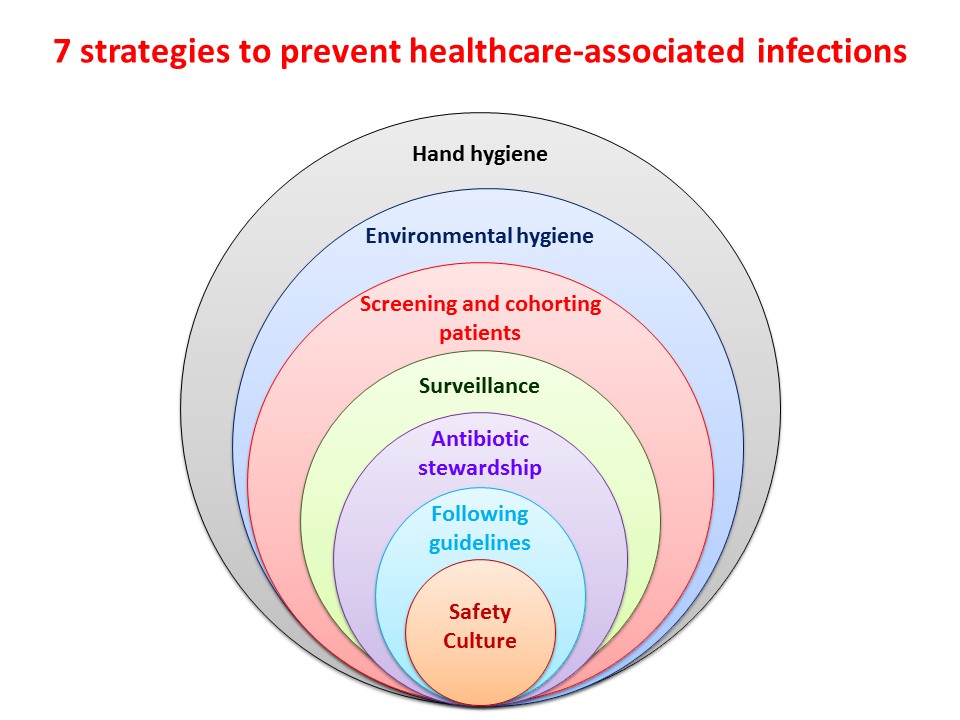 7 strategies to prevent healthcare-associated infections
Hand hygiene
Environmental hygiene
Screening and cohorting
patients
Surveillance
Antibiotic
stewardship
Following
guidelines
Safety
Culture